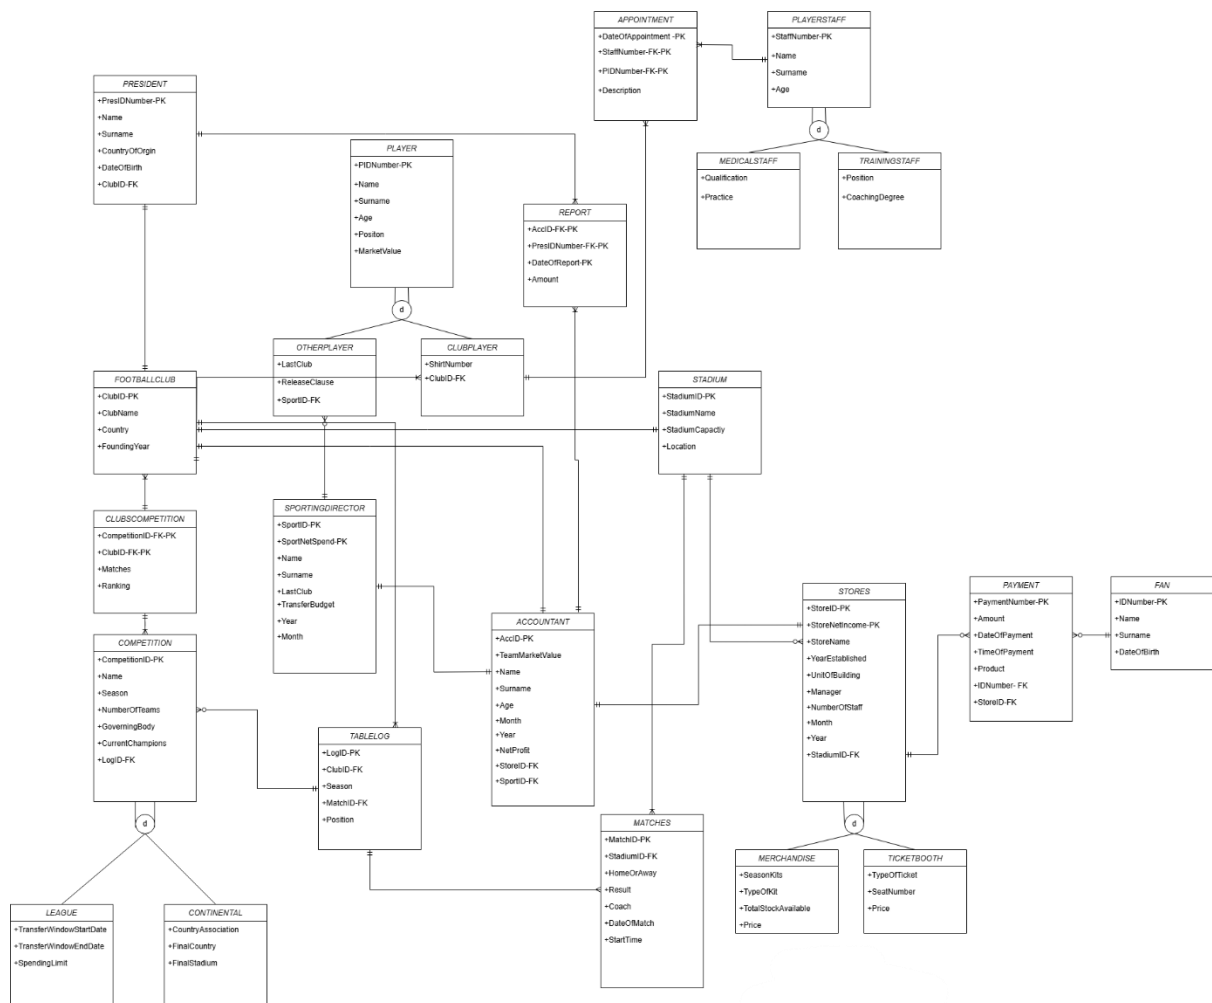 APPOINTMENT
+DateOfAppointment -PK
+StaffNumber-FK-PK
+PIDNumber-FK-PK
+Description
PLAYERSTAFF
+StaffNumber-PK
+Name
+Surname
+Age
d
MEDICALSTAFF
+Qualification
+Practice
TRAININGSTAFF
+Position
+CoachingDegree
PRESIDENT
+PresIDNumber-PK
+Name
+Surname
+CountryOfOrgin
+DateOfBirth
+ClubID-FK
PLAYER
+PIDNumber-PK
+Name
+Surname
+Age
+Positon
+MarketValue
d
REPORT
+AccID-FK-PK
+PresIDNumber-FK-PK
+DateOfReport-PK
+Amount
OTHERPLAYER
+LastClub
+ReleaseClause
+SportID-FK
CLUBPLAYER
+ShirtNumber
+ClubID-FK
FOOTBALLCLUB
+ClubID-PK
+ClubName
+Country
+FoundingYear
STADIUM
+StadiumID-PK
+StadiumName
+StadiumCapactiy
+Location
CLUBSCOMPETITION
+CompetitionID-FK-PK
+ClubID-FK-PK
+Matches
+Ranking
SPORTINGDIRECTOR
+SportID-PK
+SportNetSpend-PK
+Name
+Surname
+LastClub
+TransferBudget
+Year
+Month
ACCOUNTANT
+AccID-PK
+TeamMarketValue
+Name
+Surname
+Age
+Month
+Year
+NetProfit
+StoreID-FK
+SportID-FK
STORES
+StoreID-PK
+StoreNetIncome-PK
+StoreName
+YearEstablished
+UnitOfBuilding
+Manager
+NumberOfStaff
+Month
+Year
+StadiumID-FK
d
PAYMENT
+PaymentNumber-PK
+Amount
+DateOfPayment
+TimeOfPayment
+Product
+IDNumber- FK
+StoreID-FK
FAN
+IDNumber-PK
+Name
+Surname
+DateOfBirth
COMPETITION
+CompetitionID-PK
+Name
+Season
+NumberOfTeams
+GoverningBody
+CurrentChampions
+LogID-FK
d
TABLELOG
+LogID-PK
+ClubID-FK
+Season
+MatchID-FK
+Position
MATCHES
+MatchID-PK
+StadiumID-FK
+HomeOrAway
+Result
+Coach
+DateOfMatch
+StartTime
MERCHANDISE
+SeasonKits
+TypeOfKit
+TotalStockAvailable
+Price
TICKETBOOTH
+TypeOfTicket
+SeatNumber
+Price
LEAGUE
+TransferWindowStartDate
+TransferWindowEndDate
+SpendingLimit
CONTINENTAL
+CountryAssociation
+FinalCountry
+FinalStadium